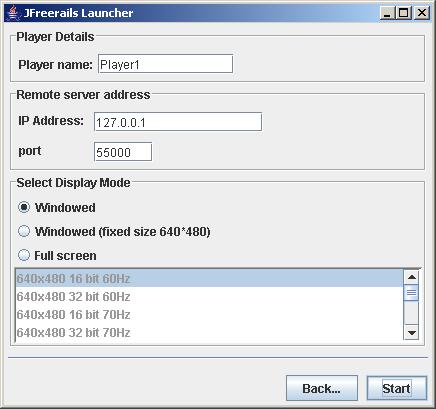 JFreerails Launcher
Player Details
Player name: Player1
Remote server address
IP Address: 127.0.0.1
port 55000
Select Display Mode
Windowed
Windowed (fixed size 640*480)
Full screen
640x480 16 bit 60Hz
640x480 32 bit 60Hz
640x480 16 bit 70Hz
640x480 32 bit 70Hz
Back... Start